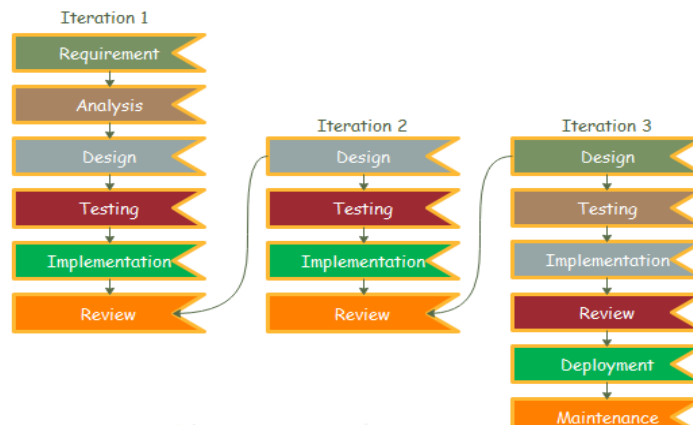 Iteration 1
Requirement
Analysis
Design
Testing
Implementation
Review
Iteration 2
Design
Testing
Implementation
Review
Iteration 3
Design
Testing
Implementation
Review
Deployment
Maintenance